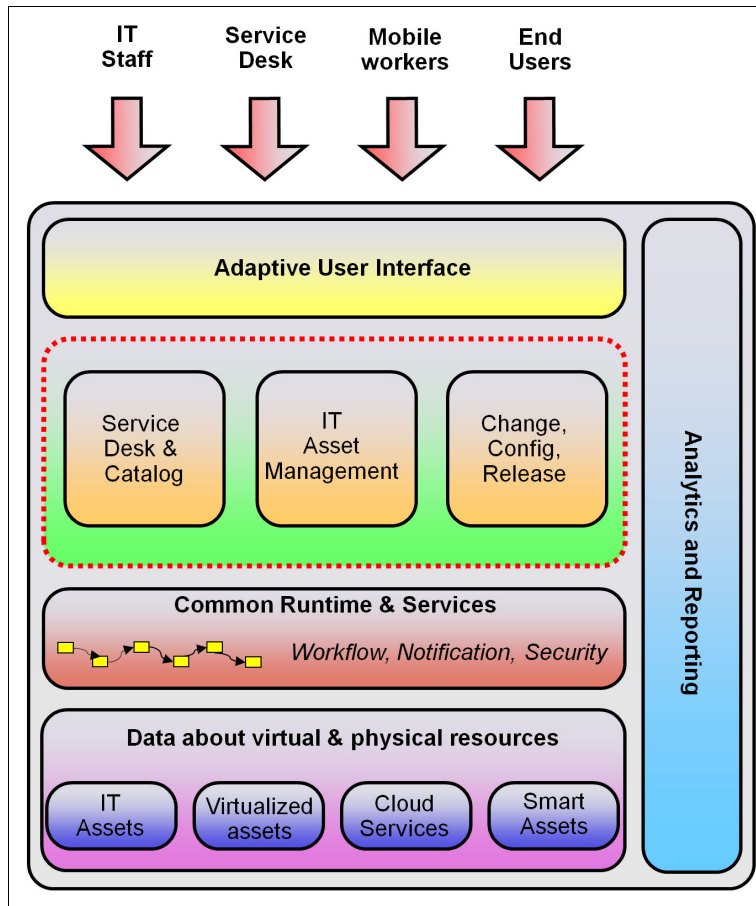 IT
Staff
Service
Desk
Mobile
workers
End
Users
Adaptive User Interface
Service
Desk &
Catalog
IT
Asset
Management
Change,
Config,
Release
Common Runtime & Services
Workflow, Notification, Security
Data about virtual & physical resources
IT
Assets
Virtualized
assets
Cloud
Services
Smart
Assets
Analytics and Reporting